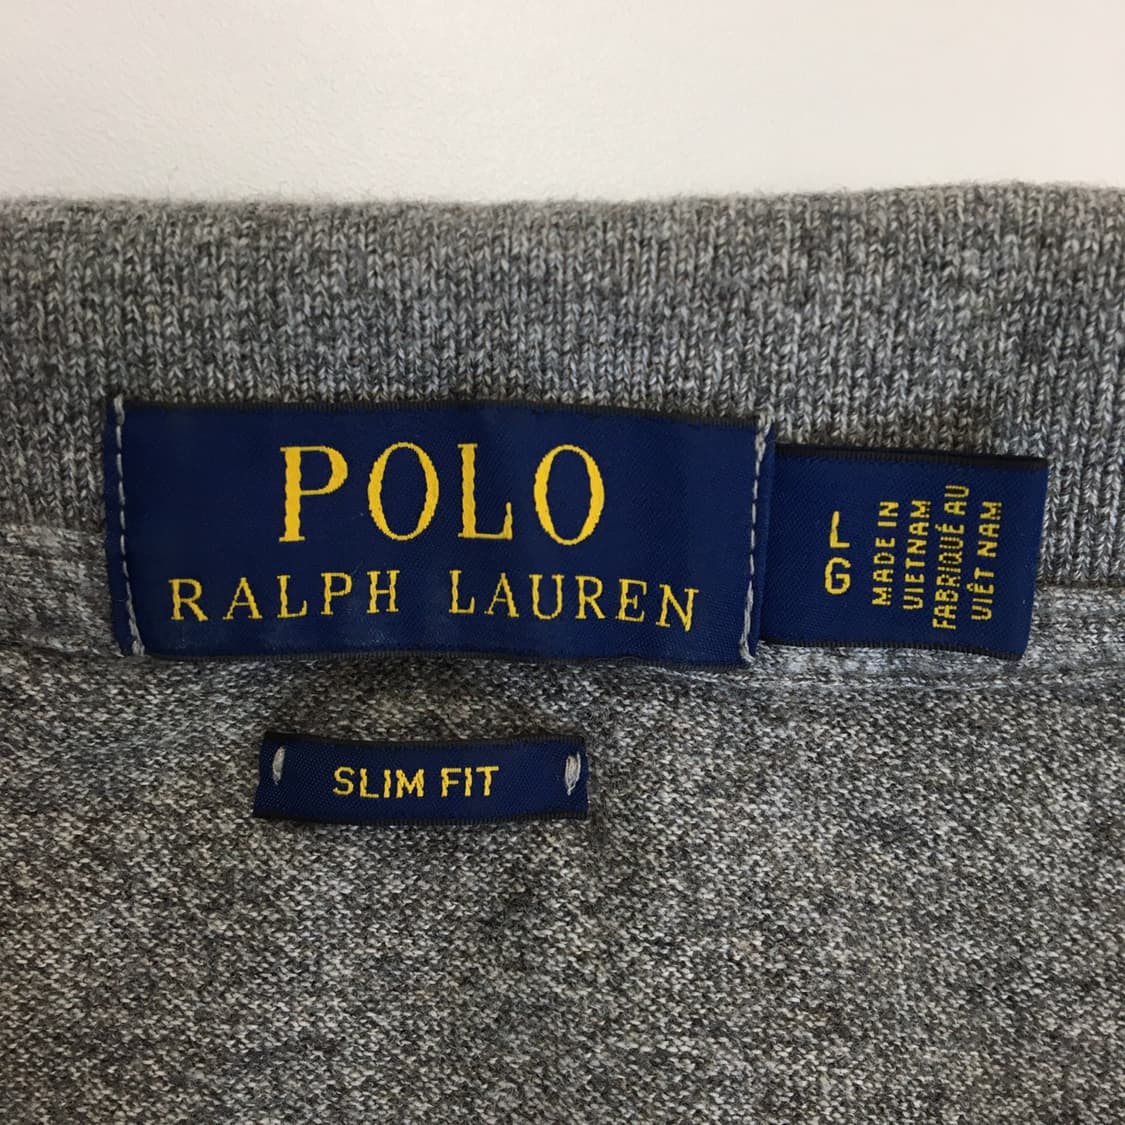 POLO
RALPH LAUREN
L
G
MADE IN
VIETNAM
FABRIQUÉ AU
VIÊT NAM
SLIM FIT